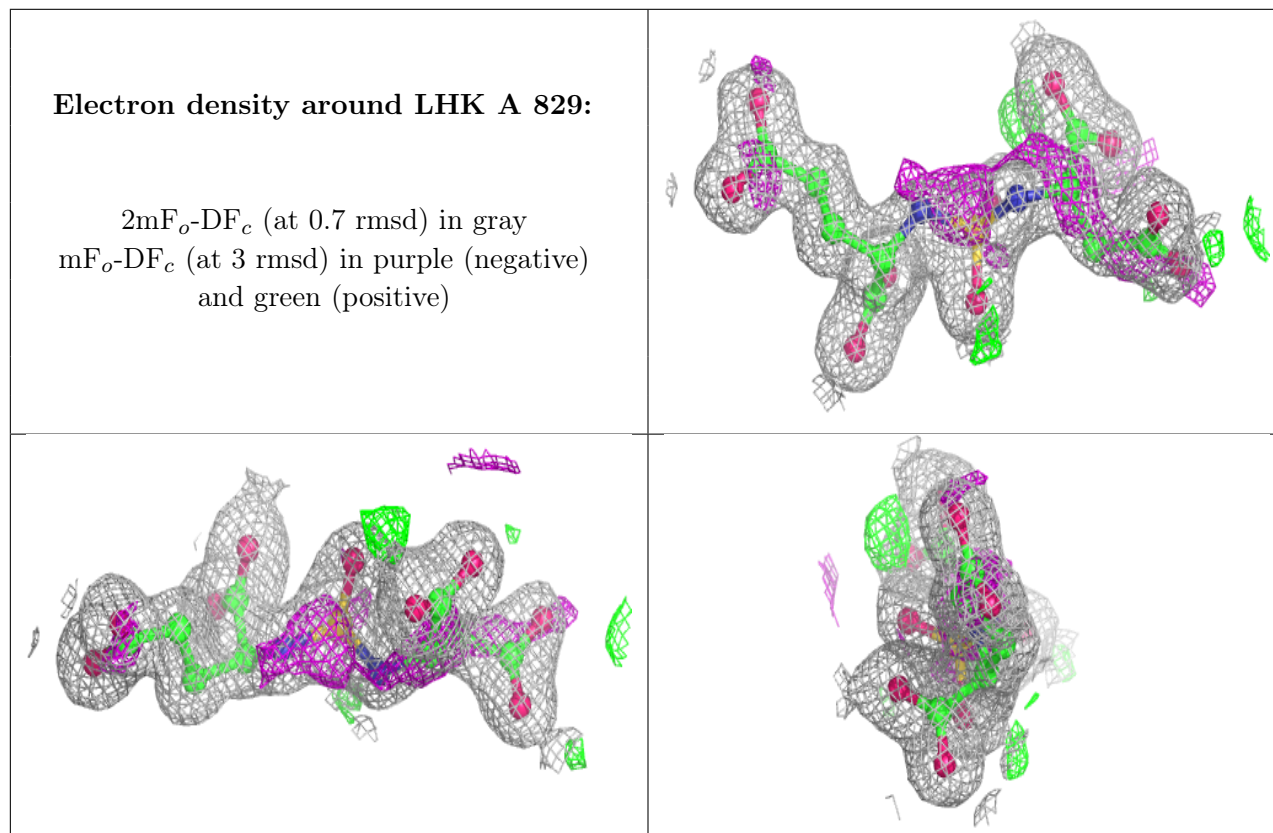 Electron density around LHK A 829:
2mFₒ-DF𝒸 (at 0.7 rmsd) in gray
mFₒ-DF𝒸 (at 3 rmsd) in purple (negative)
and green (positive)